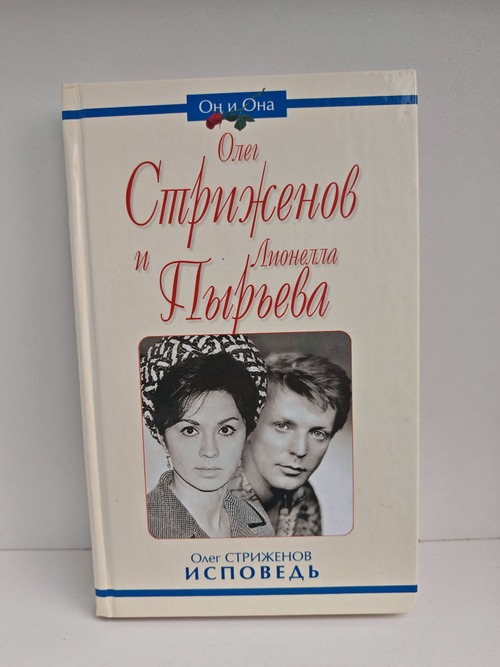 Он и Она
Олег
Стриженов
и Лионелла
Пырьева
Олег СТРИЖЕНОВ
ИСПОВЕДЬ